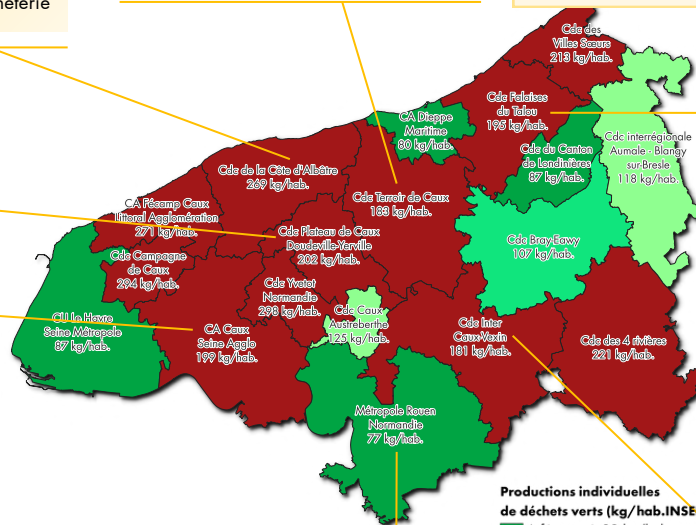 Cdc des
Villes Sœurs
213 kg/hab.
Cdc Falaises
du Talou
195 kg/hab.
CA Dieppe
Maritime
80 kg/hab.
Cdc interrégionale
Aumale - Blangy
sur-Bresle
118 kg/hab.
Cdc du Canton
de Londinières
87 kg/hab.
Cdc de la Côte d'Albâtre
269 kg/hab.
Cdc Terroir de Caux
183 kg/hab.
CA Fécamp Caux
Littoral Agglomération
271 kg/hab.
Cdc Plateau de Caux
Doudeville-Yerville
202 kg/hab.
Cdc Bray-Eawy
107 kg/hab.
Cdc Campagne
de Caux
294 kg/hab.
Cdc Yvetot
Normandie
298 kg/hab.
Cdc Caux
Austreberthe
125 kg/hab.
CU Le Havre
Seine Métropole
87 kg/hab.
CA Caux
Seine Agglo
199 kg/hab.
Cdc Inter
Caux-Vexin
181 kg/hab.
Cdc des 4 rivières
221 kg/hab.
Métropole Rouen
Normandie
77 kg/hab.
Productions individuelles
de déchets verts (kg/hab.INSE